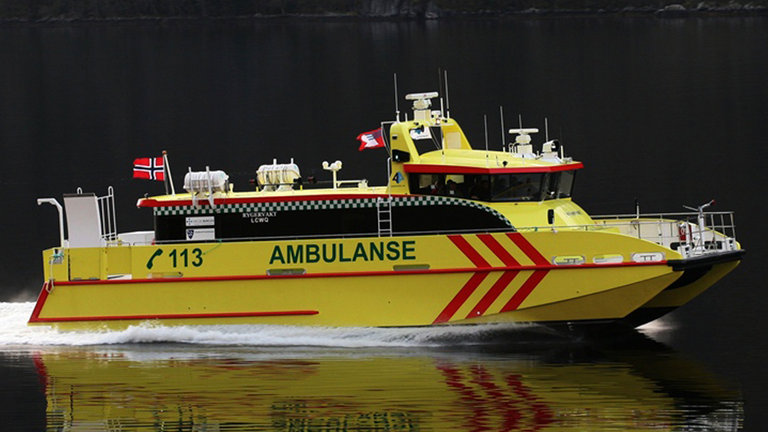 RYGERVAKT
LCWQ
113
AMBULANSE